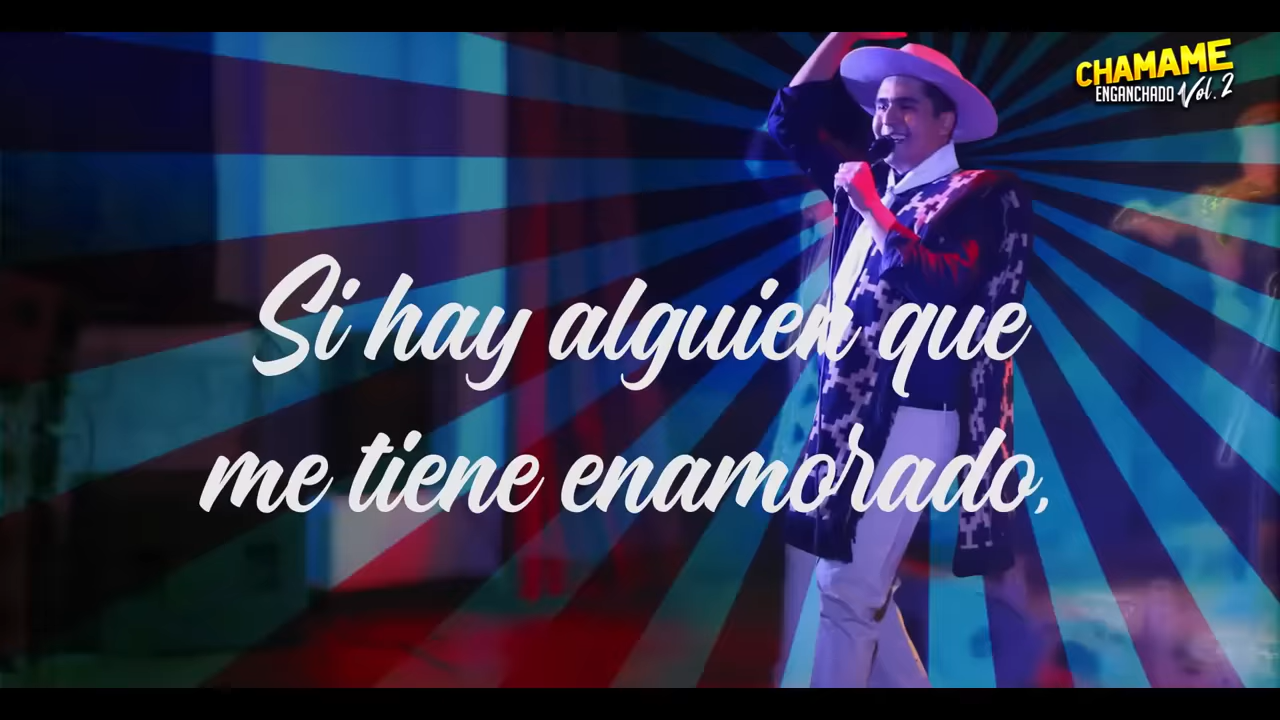 CHAMAME
ENGANCHADO Vol. 2
Si hay alguien que
me tiene enamorado,